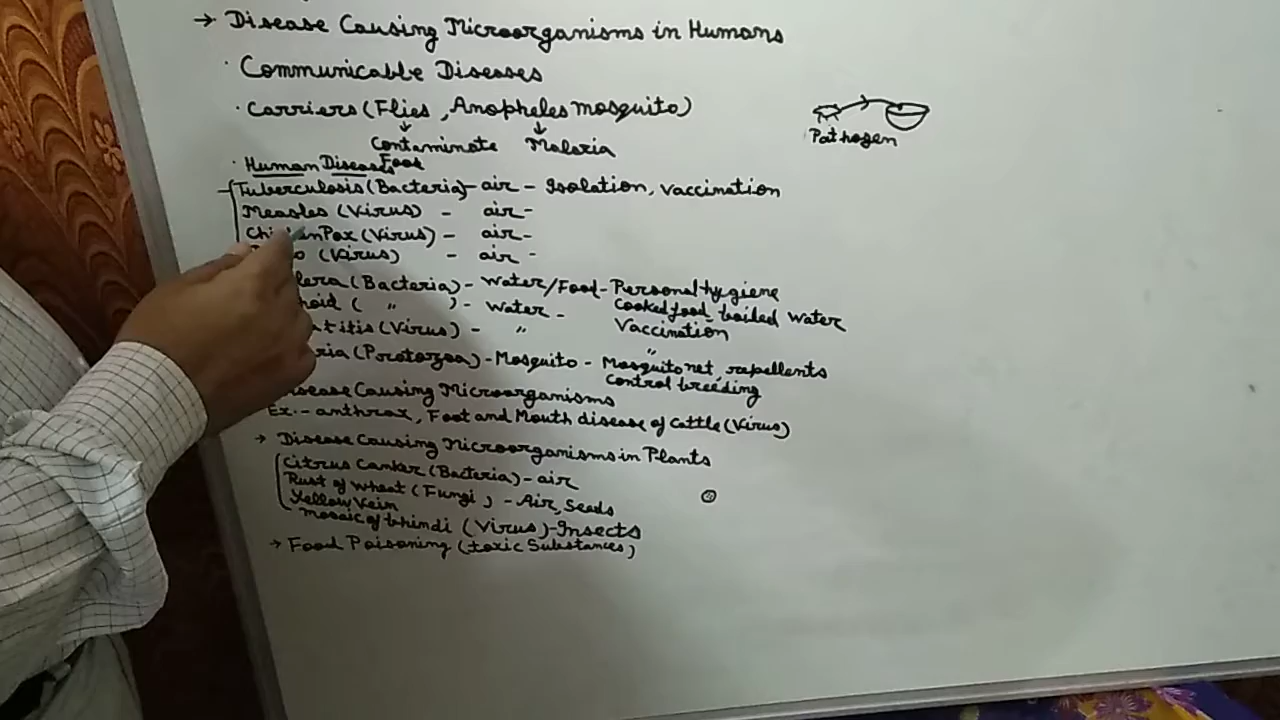 → Disease Causing Microorganisms in Humans
· Communicable Diseases
· Carriers (Flies, Anopheles mosquito)
Contaminate Food
Malaria
Pathogen
· Human Diseases
Tuberculosis (Bacteria) - air - Isolation, vaccination
Measles (Virus) - air -
Pox (Virus) - air -
(Virus) - air -
(Bacteria) - Water/Food - Personal hygiene
Cooked food boiled water
( " ) - Water - Vaccination
(Virus) - " "
(Protozoa) - Mosquito - Mosquito net, repellents
Control breeding
Causing Microorganisms
Ex. - anthrax, Foot and Mouth disease of Cattle (Virus)
→ Disease Causing Microorganisms in Plants
Citrus Canker (Bacteria) - air
Rust of wheat (Fungi) - Air, Seeds
Yellow Vein
mosaic of bhindi (Virus) - Insects
→ Food Poisoning (toxic Substances)